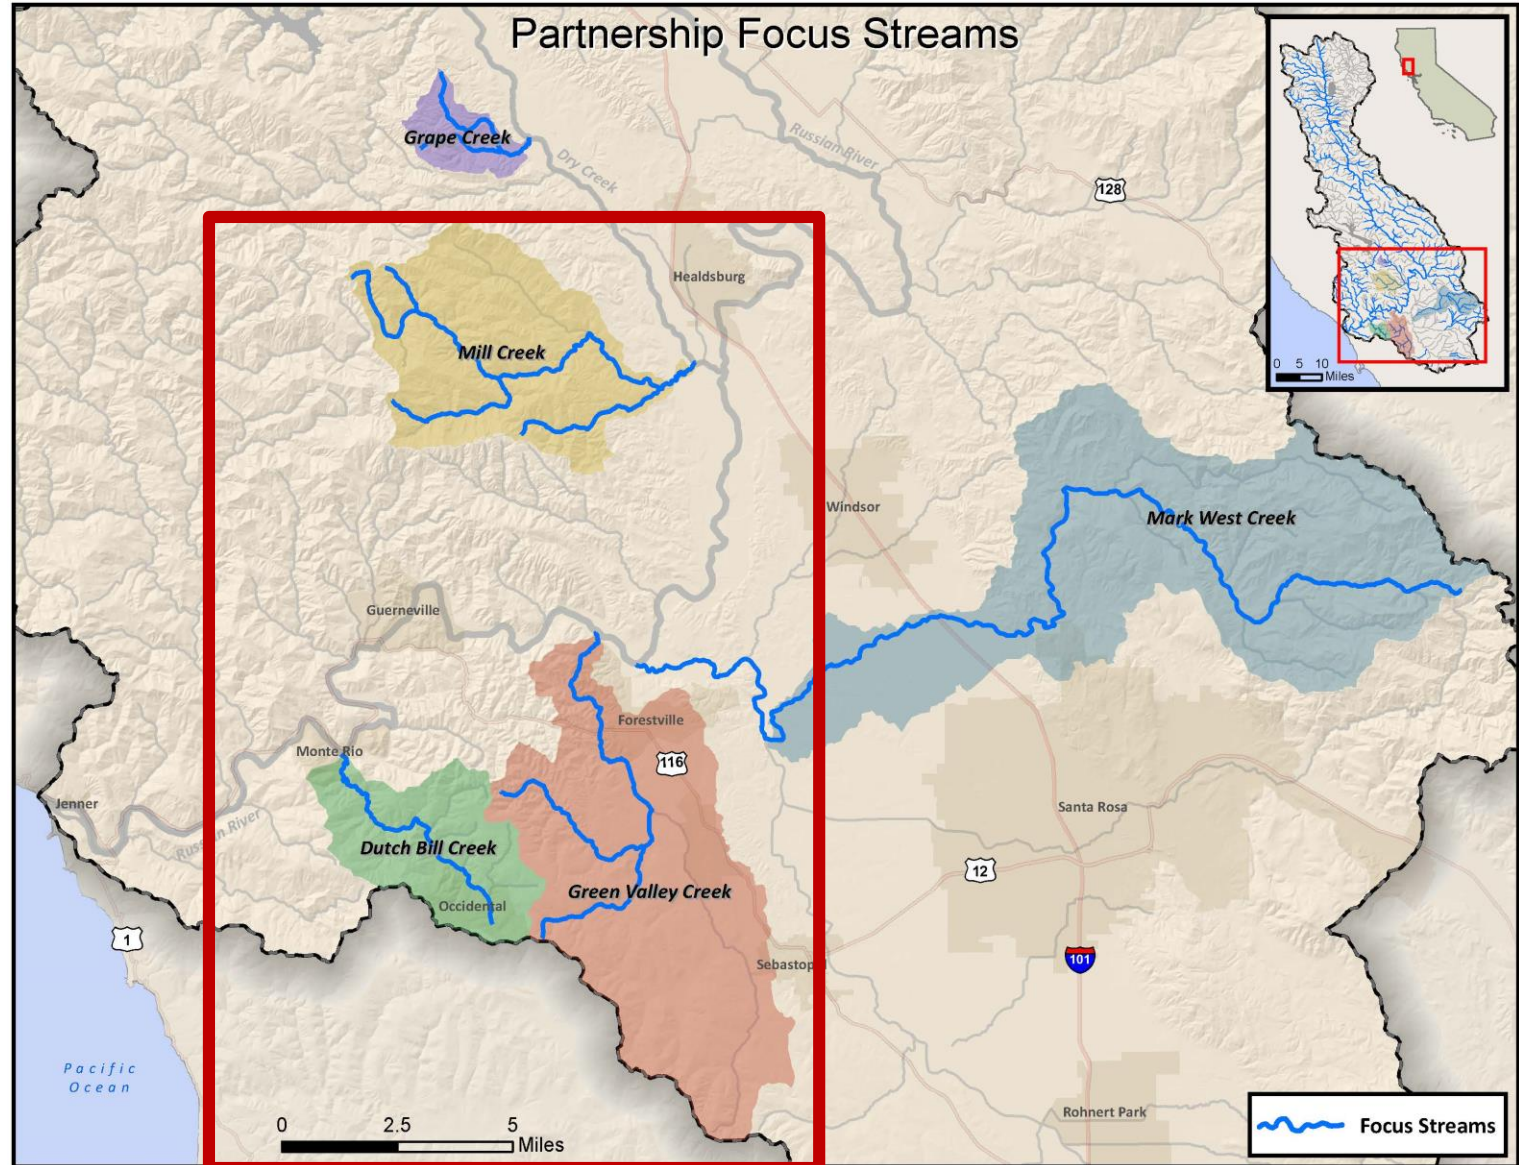 Partnership Focus Streams
Grape Creek
Dry Creek
Russian River
128
0 5 10
Miles
Healdsburg
Mill Creek
Windsor
Mark West Creek
Guerneville
Forestville
116
Monte Rio
Jenner
Russian River
Santa Rosa
Dutch Bill Creek
12
Green Valley Creek
Occidental
1
Sebastopol
101
Pacific
Ocean
0 2.5 5
Miles
Rohnert Park
Focus Streams